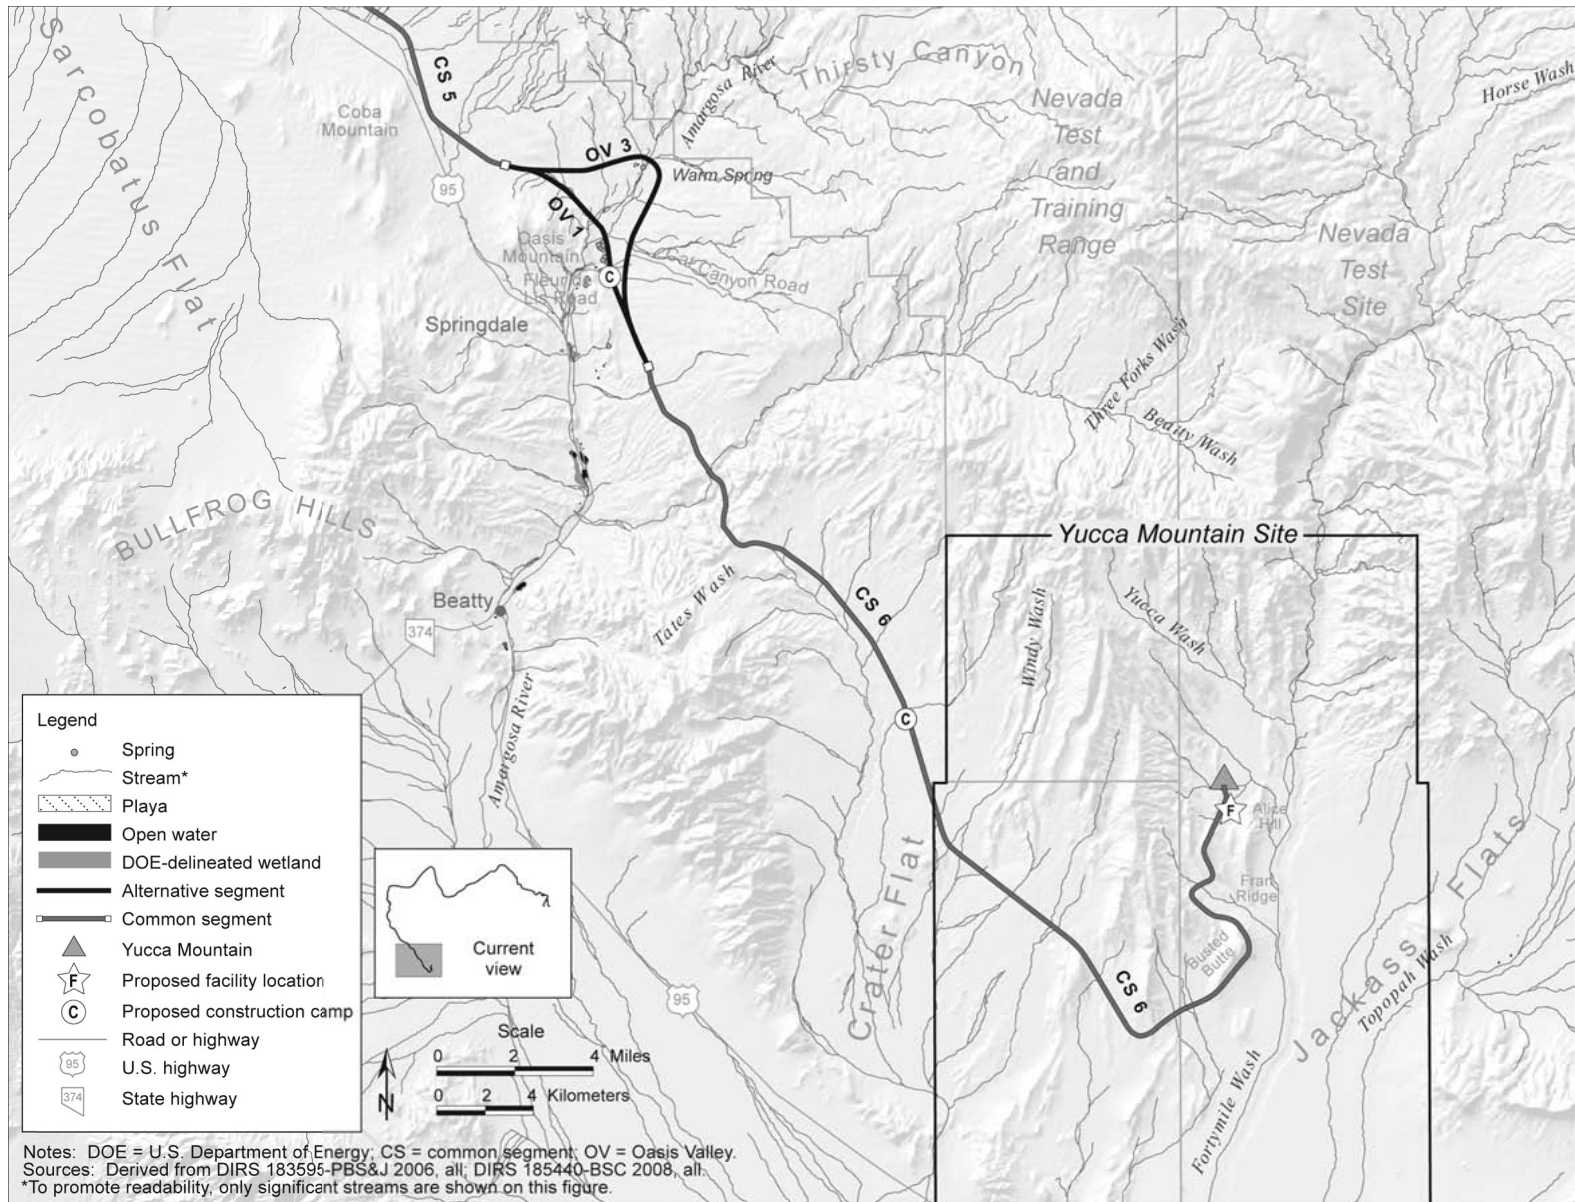 Sarcobatus Flat
CS 5
Coba
Mountain
95
Amargosa River
Thirsty Canyon
Horse Wash
Nevada
Test
and
Training
Range
OV 3
Warm Spring
OV 1
Oasis
Mountain
Fleur de
Lis Road
C
Oat Canyon Road
Springdale
Nevada
Test
Site
Three Forks Wash
Beatty Wash
BULLFROG HILLS
Yucca Mountain Site
Beatty
374
Tates Wash
CS 6
Windy Wash
Yucca Wash
Amargosa River
C
F
Alice
Hill
Fran
Ridge
Busted
Butte
CS 6
Crater Flat
Jackass Flats
Topopah Wash
Fortymile Wash
95
Legend
Spring
Stream*
Playa
Open water
DOE-delineated wetland
Alternative segment
Common segment
Yucca Mountain
F Proposed facility location
C Proposed construction camp
Road or highway
95 U.S. highway
374 State highway
Current
view
Scale
0 2 4 Miles
0 2 4 Kilometers
N
Notes: DOE = U.S. Department of Energy; CS = common segment; OV = Oasis Valley.
Sources: Derived from DIRS 183595-PBS&J 2006, all; DIRS 185440-BSC 2008, all.
*To promote readability, only significant streams are shown on this figure.